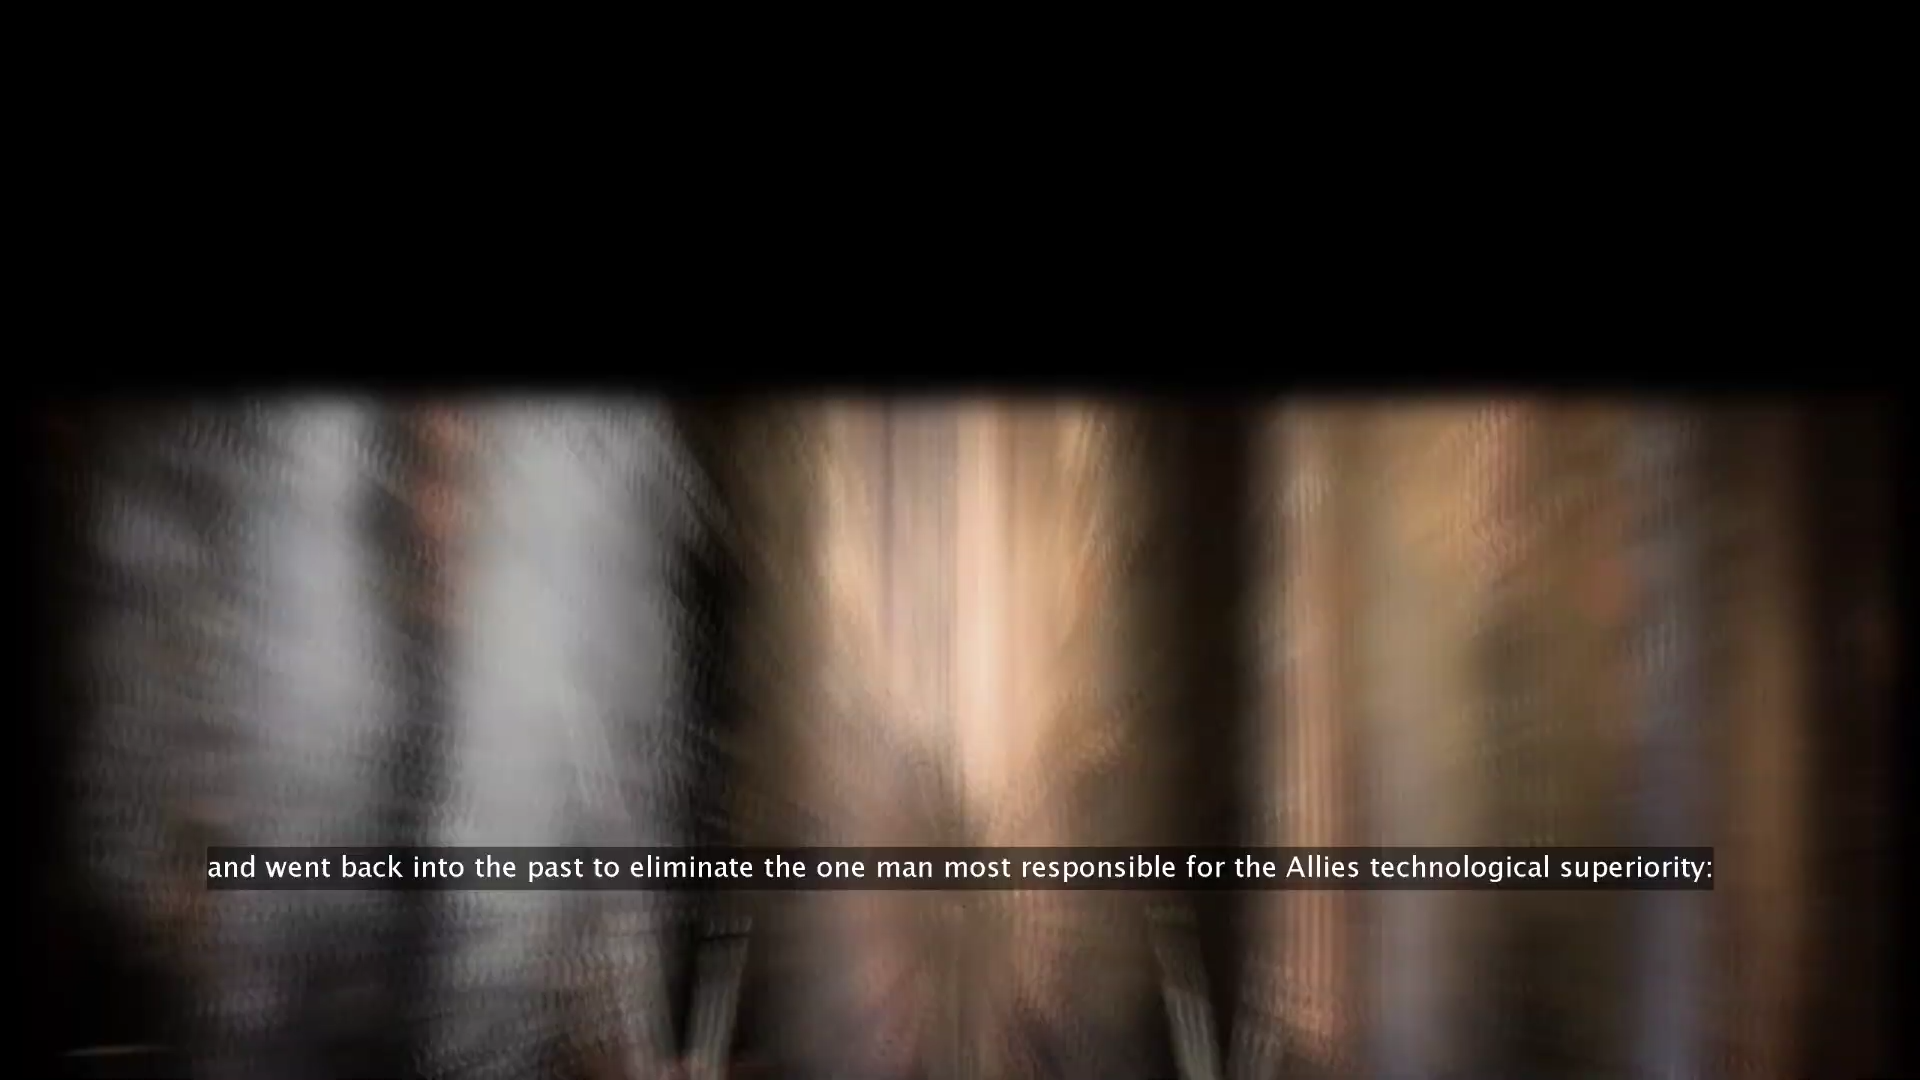 and went back into the past to eliminate the one man most responsible for the Allies technological superiority: